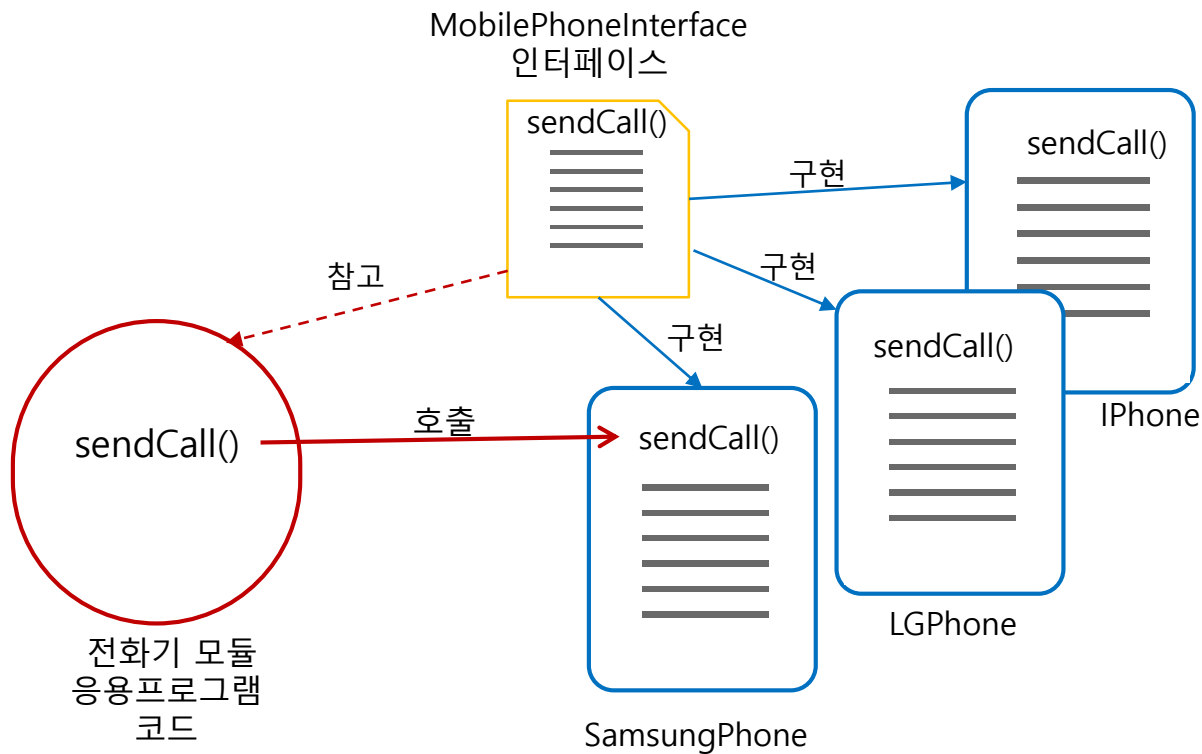 MobilePhoneInterface
인터페이스
sendCall()
sendCall()
구현
구현
참고
구현
sendCall()
IPhone
호출
sendCall()
sendCall()
LGPhone
전화기 모듈
응용프로그램
코드
SamsungPhone